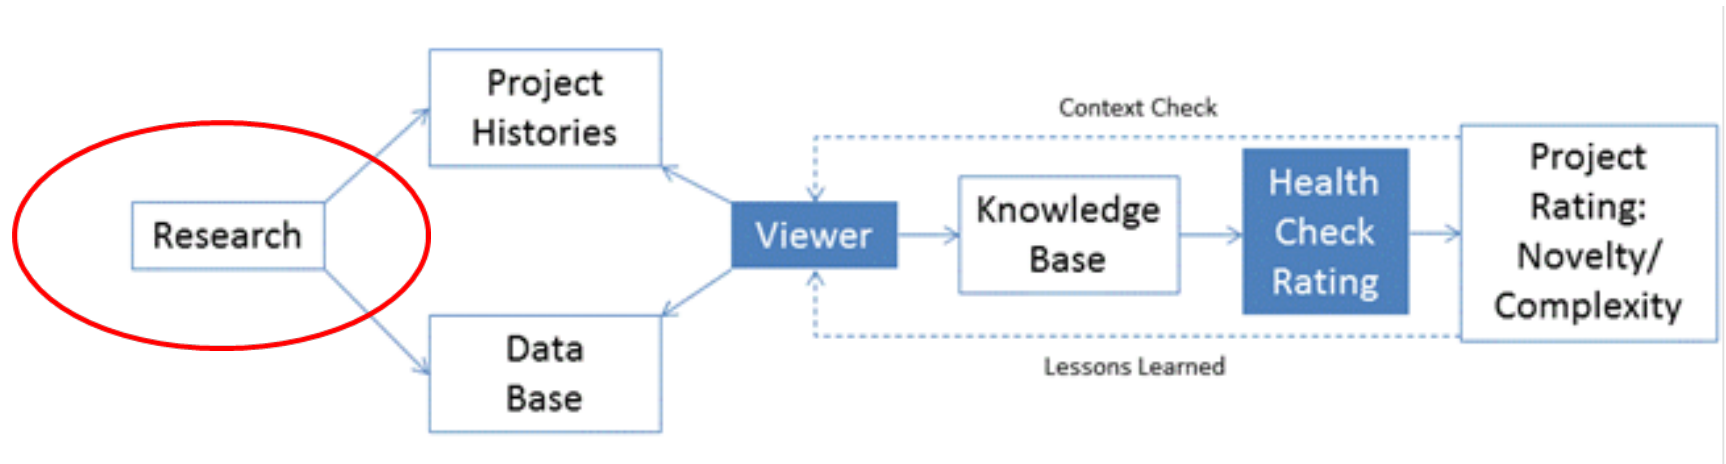 Project
Histories
Research
Data
Base
Viewer
Context Check
Knowledge
Base
Health
Check
Rating
Project
Rating:
Novelty/
Complexity
Lessons Learned